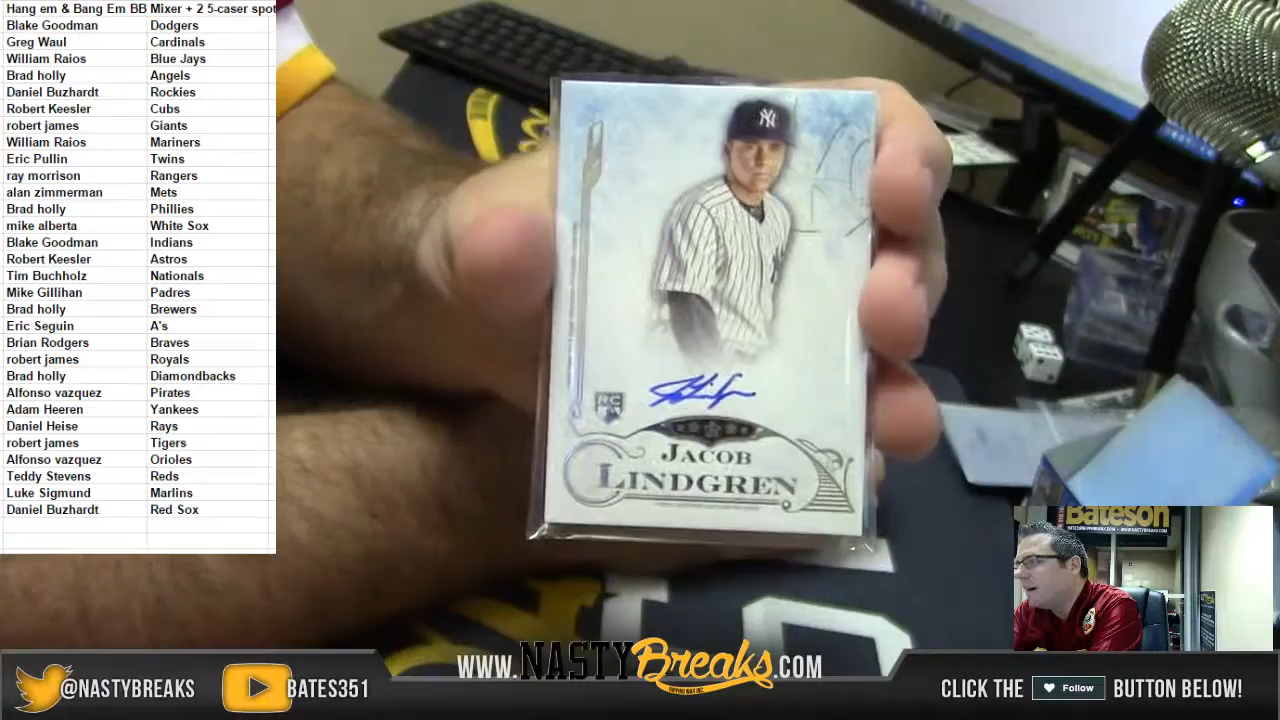 Hang em & Bang Em BB Mixer + 2 5-caser spot
Blake Goodman Dodgers
Greg Waul Cardinals
William Raios Blue Jays
Brad holly Angels
Daniel Buzhardt Rockies
Robert Keesler Cubs
robert james Giants
William Raios Mariners
Eric Pullin Twins
ray morrison Rangers
alan zimmerman Mets
Brad holly Phillies
mike alberta White Sox
Blake Goodman Indians
Robert Keesler Astros
Tim Buchholz Nationals
Mike Gillihan Padres
Brad holly Brewers
Eric Seguin A's
Brian Rodgers Braves
robert james Royals
Brad holly Diamondbacks
Alfonso vazquez Pirates
Adam Heeren Yankees
Daniel Heise Rays
robert james Tigers
Alfonso vazquez Orioles
Teddy Stevens Reds
Luke Sigmund Marlins
Daniel Buzhardt Red Sox
NY
RC
JACOB
LINDGREN
Bateson
@NASTYBREAKS
BATES351
WWW.NASTYBreaks.COM
RIPPING WAX INC.
CLICK THE Follow BUTTON BELOW!